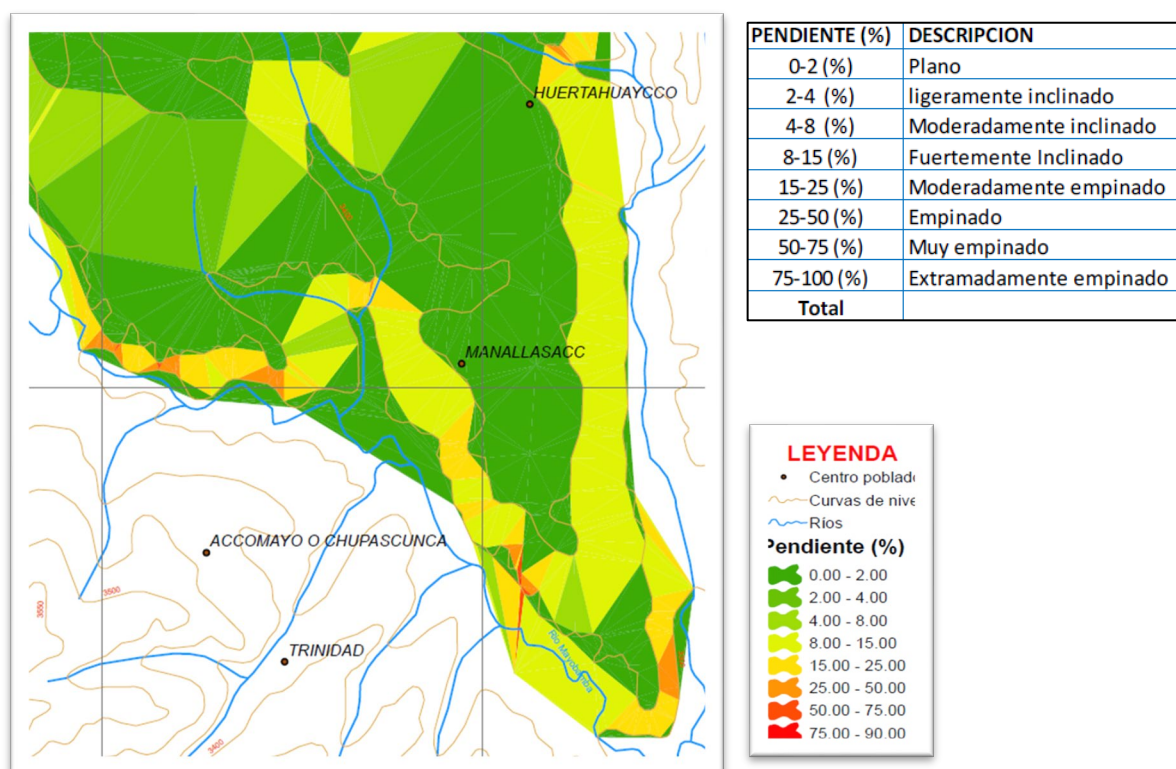 HUERTAHUAYCCO
3400
MANALLASACC
ACCOMAYO O CHUPASCUNCA
3500
3550
TRINIDAD
Rio Mayobamba
3400
PENDIENTE (%) DESCRIPCION
0-2 (%) Plano
2-4 (%) ligeramente inclinado
4-8 (%) Moderadamente inclinado
8-15 (%) Fuertemente Inclinado
15-25 (%) Moderadamente empinado
25-50 (%) Empinado
50-75 (%) Muy empinado
75-100 (%) Extramadamente empinado
Total
LEYENDA
Centro poblad
Curvas de nive
Ríos
Pendiente (%)
0.00 - 2.00
2.00 - 4.00
4.00 - 8.00
8.00 - 15.00
15.00 - 25.00
25.00 - 50.00
50.00 - 75.00
75.00 - 90.00